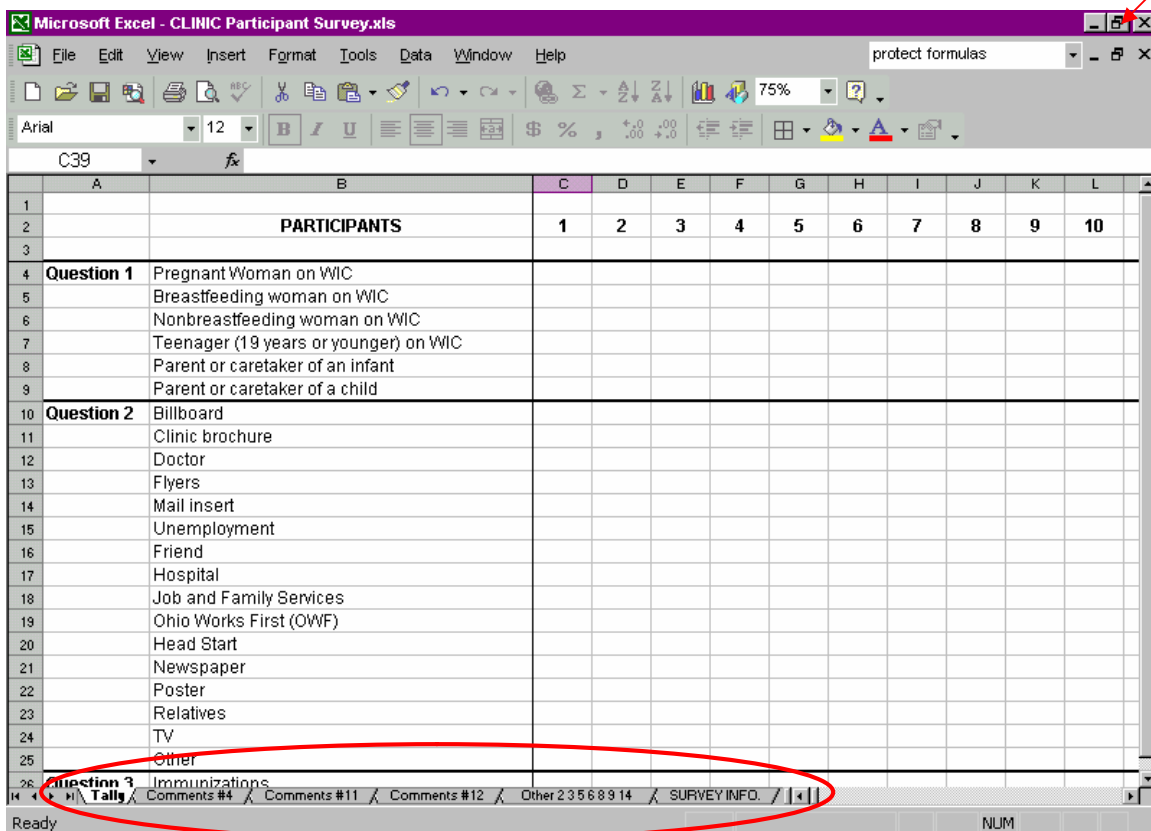 Microsoft Excel - CLINIC Participant Survey.xls
File Edit View Insert Format Tools Data Window Help protect formulas
ABC Σ 75%
Arial 12 B I U $ % ,
C39 fx
A B C D E F G H I J K L
1
2 PARTICIPANTS 1 2 3 4 5 6 7 8 9 10
3
4 Question 1 Pregnant Woman on WIC
5 Breastfeeding woman on WIC
6 Nonbreastfeeding woman on WIC
7 Teenager (19 years or younger) on WIC
8 Parent or caretaker of an infant
9 Parent or caretaker of a child
10 Question 2 Billboard
11 Clinic brochure
12 Doctor
13 Flyers
14 Mail insert
15 Unemployment
16 Friend
17 Hospital
18 Job and Family Services
19 Ohio Works First (OWF)
20 Head Start
21 Newspaper
22 Poster
23 Relatives
24 TV
25 Other
26 Question 3 Immunizations
Tally Comments #4 Comments #11 Comments #12 Other 2 3 5 6 8 9 14 SURVEY INFO.
Ready NUM